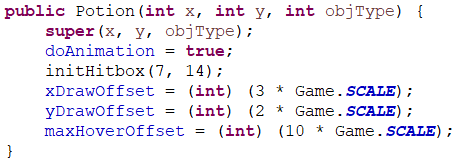 public Potion(int x, int y, int objType) {
super(x, y, objType);
doAnimation = true;
initHitbox(7, 14);
xDrawOffset = (int) (3 * Game.SCALE);
yDrawOffset = (int) (2 * Game.SCALE);
maxHoverOffset = (int) (10 * Game.SCALE);
}